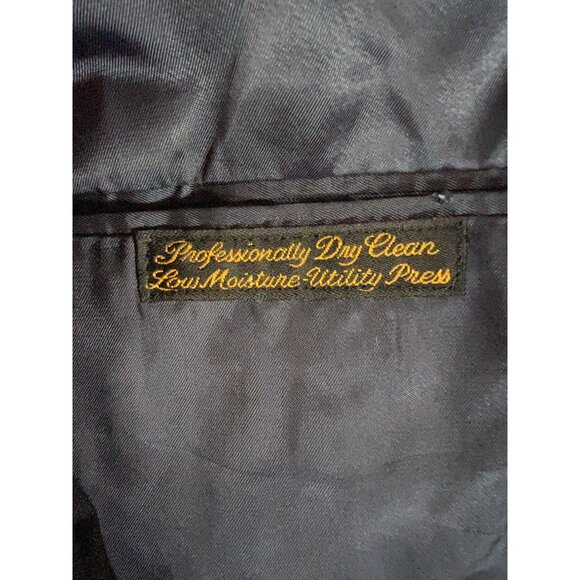 Professionally Dry Clean
Low Moisture-Utility Press